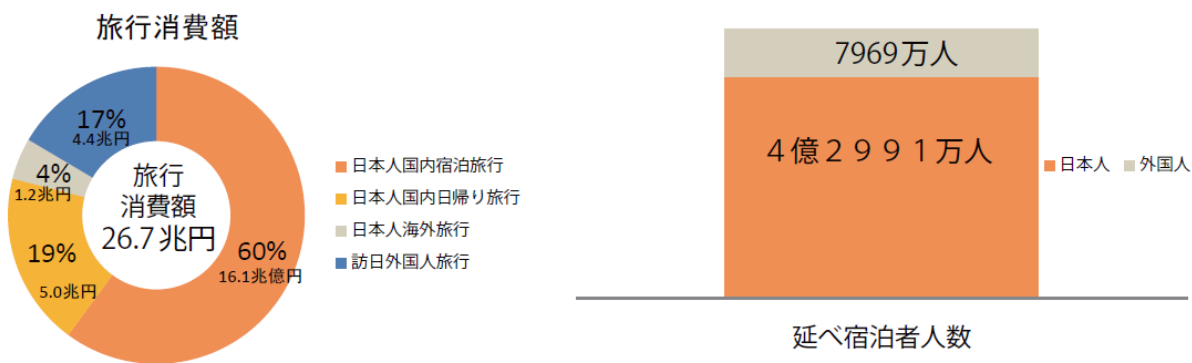 旅行消費額
17%
4.4兆円
4%
1.2兆円
19%
5.0兆円
60%
16.1兆億円
旅行
消費額
26.7兆円
日本人国内宿泊旅行
日本人国内日帰り旅行
日本人海外旅行
訪日外国人旅行
7969万人
4億2991万人
日本人 外国人
延べ宿泊者人数